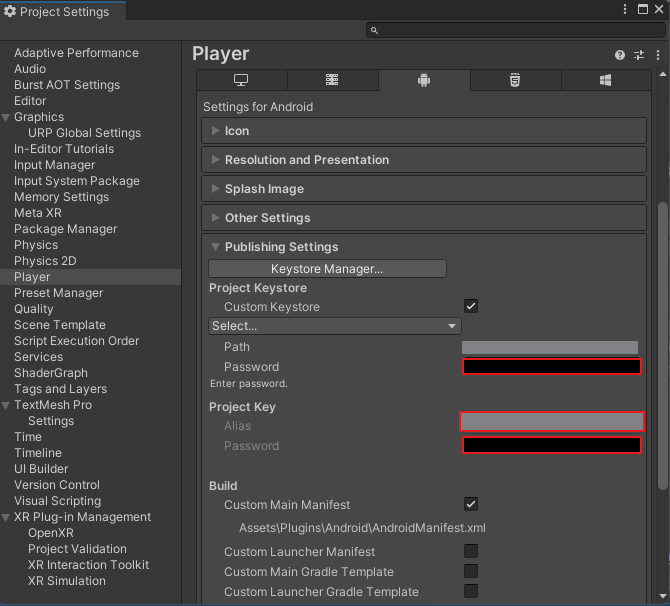 Project Settings
Adaptive Performance
Audio
Burst AOT Settings
Editor
Graphics
URP Global Settings
In-Editor Tutorials
Input Manager
Input System Package
Memory Settings
Meta XR
Package Manager
Physics
Physics 2D
Player
Preset Manager
Quality
Scene Template
Script Execution Order
Services
ShaderGraph
Tags and Layers
TextMesh Pro
Settings
Time
Timeline
UI Builder
Version Control
Visual Scripting
XR Plug-in Management
OpenXR
Project Validation
XR Interaction Toolkit
XR Simulation
Player
Settings for Android
Icon
Resolution and Presentation
Splash Image
Other Settings
Publishing Settings
Keystore Manager...
Project Keystore
Custom Keystore
Select...
Path
Password
Enter password.
Project Key
Alias
Password
Build
Custom Main Manifest
Assets\Plugins\Android\AndroidManifest.xml
Custom Launcher Manifest
Custom Main Gradle Template
Custom Launcher Gradle Template